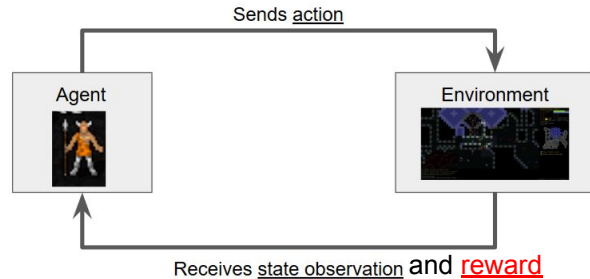 Sends action
Agent
Environment
Receives state observation and reward